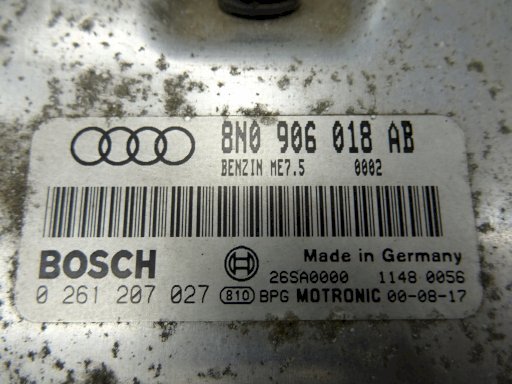 8N0 906 018 AB
BENZIN ME7.5 0002
BOSCH
Made in Germany
26SA0000 1148 0056
0 261 207 027 810 BPG MOTRONIC 00-08-17